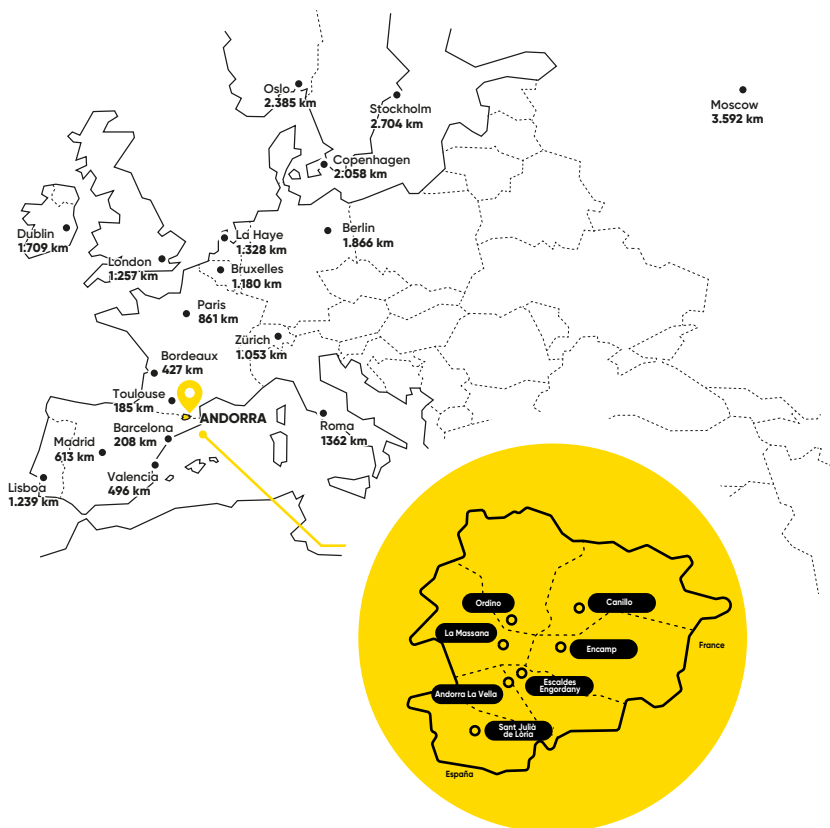 Oslo
2.385 km
Stockholm
2.704 km
Moscow
3.592 km
Copenhagen
2.058 km
Dublin
1.709 km
La Haye
1.328 km
Berlin
1.866 km
London
1.257 km
Bruxelles
1.180 km
Paris
861 km
Zürich
1.053 km
Bordeaux
427 km
Toulouse
185 km
ANDORRA
Barcelona
208 km
Roma
1362 km
Madrid
613 km
Valencia
496 km
Lisboa
1.239 km
Ordino
Canillo
La Massana
Encamp
France
Escaldes
Engordany
Andorra La Vella
Sant Julià
de Lòria
España